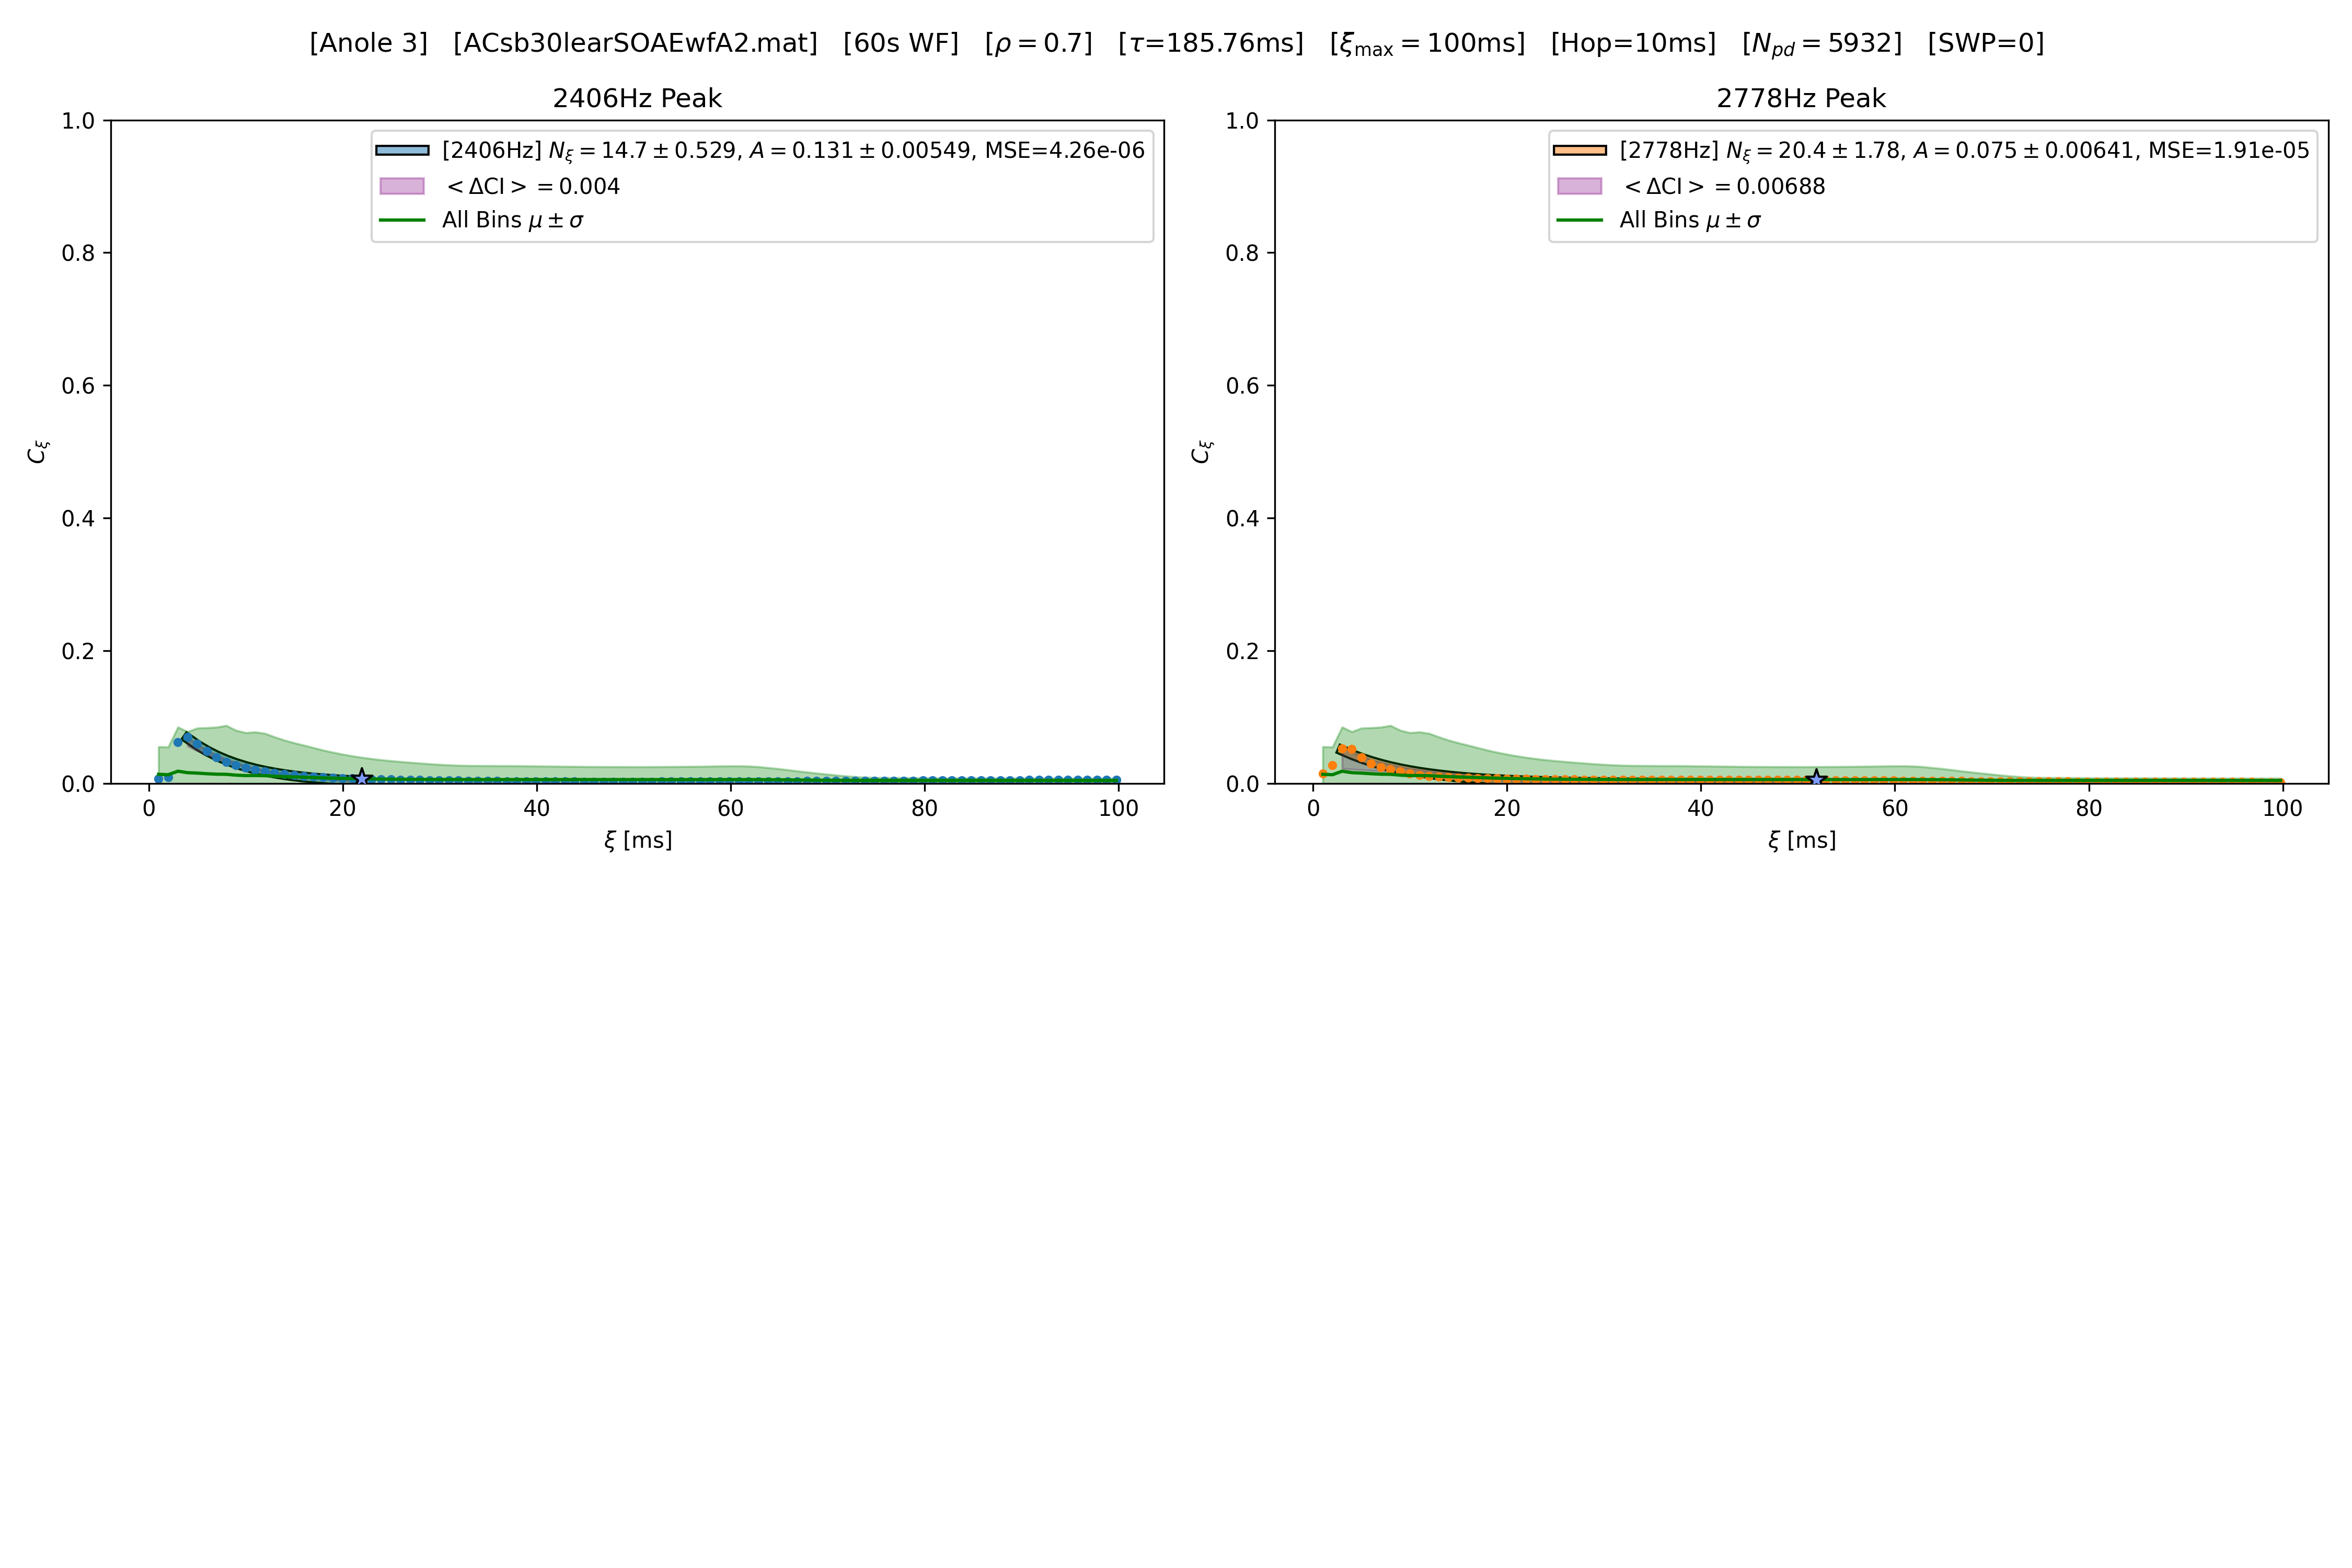 [Anole 3] [ACsb30learSOAEwfA2.mat] [60s WF] [ρ = 0.7] [τ=185.76ms] [ξmax = 100ms] [Hop=10ms] [Npd = 5932] [SWP=0]
2406Hz Peak
1.0
0.8
0.6
0.4
0.2
0.0
Cξ
[2406Hz] Nξ = 14.7 ± 0.529, A = 0.131 ± 0.00549, MSE=4.26e-06
< ΔCI > = 0.004
All Bins μ ± σ
0 20 40 60 80 100
ξ [ms]
2778Hz Peak
1.0
0.8
0.6
0.4
0.2
0.0
Cξ
[2778Hz] Nξ = 20.4 ± 1.78, A = 0.075 ± 0.00641, MSE=1.91e-05
< ΔCI > = 0.00688
All Bins μ ± σ
0 20 40 60 80 100
ξ [ms]